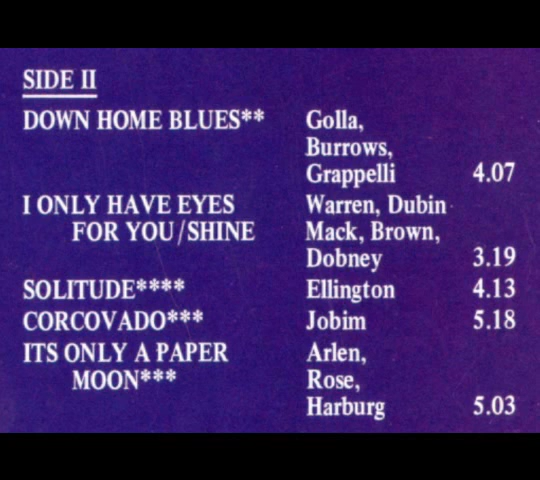 SIDE II
DOWN HOME BLUES** Golla,
Burrows,
Grappelli 4.07
I ONLY HAVE EYES Warren, Dubin
FOR YOU/SHINE Mack, Brown,
Dobney 3.19
SOLITUDE**** Ellington 4.13
CORCOVADO*** Jobim 5.18
ITS ONLY A PAPER Arlen,
MOON*** Rose,
Harburg 5.03